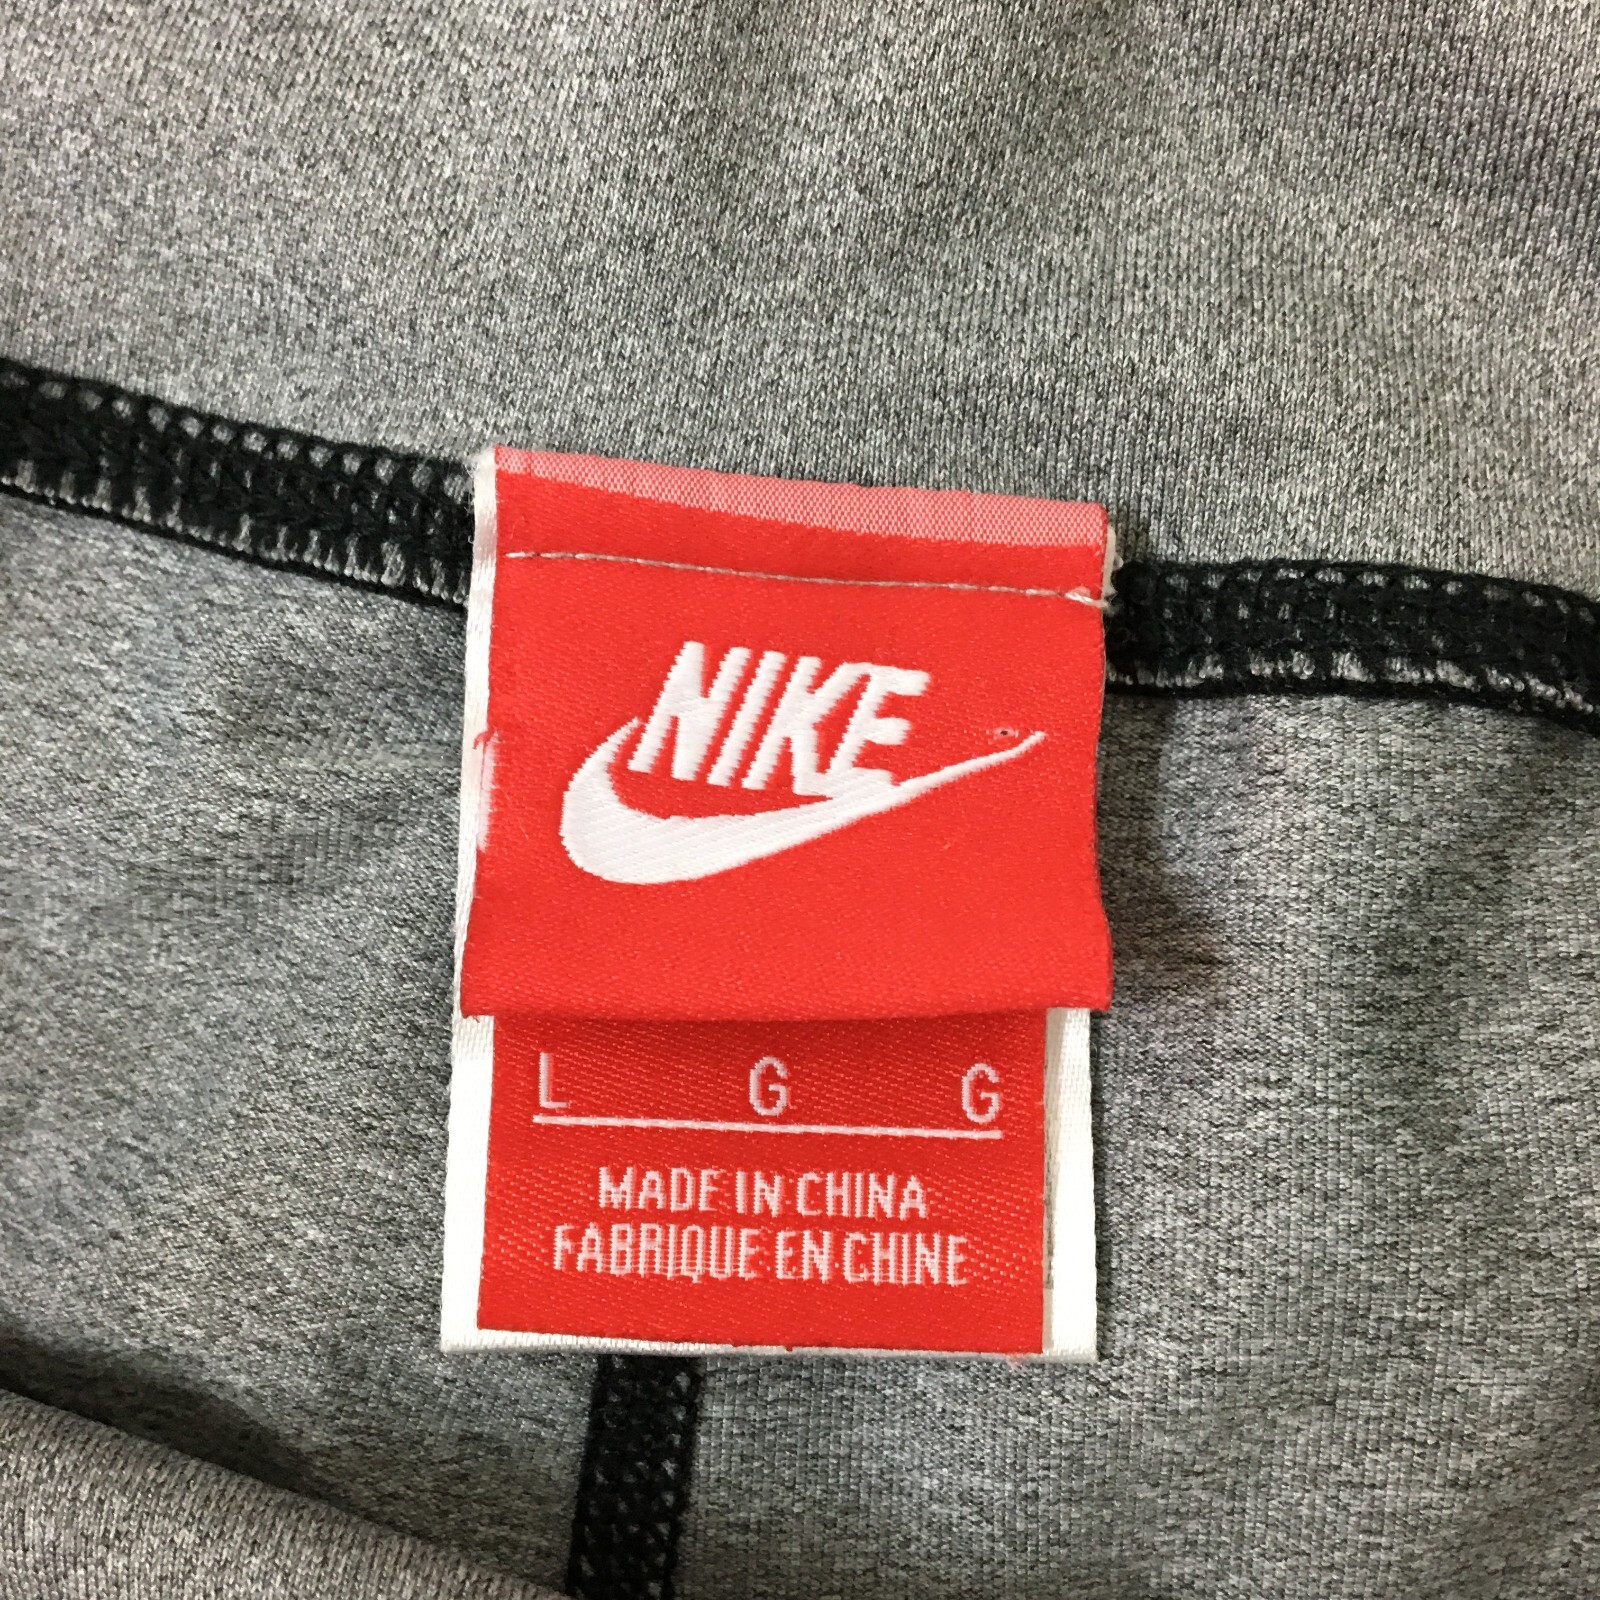 NIKE
L G G
MADE IN CHINA
FABRIQUE EN CHINE